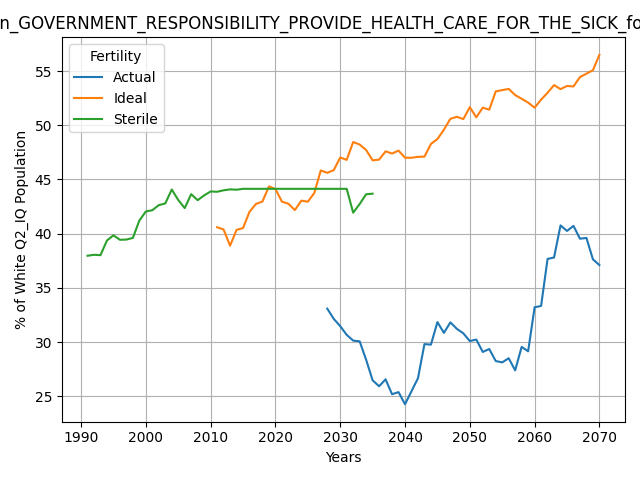 n_GOVERNMENT_RESPONSIBILITY_PROVIDE_HEALTH_CARE_FOR_THE_SICK_fo
Fertility
Actual
Ideal
Sterile
% of White Q2_IQ Population
55
50
45
40
35
30
25
1990 2000 2010 2020 2030 2040 2050 2060 2070
Years